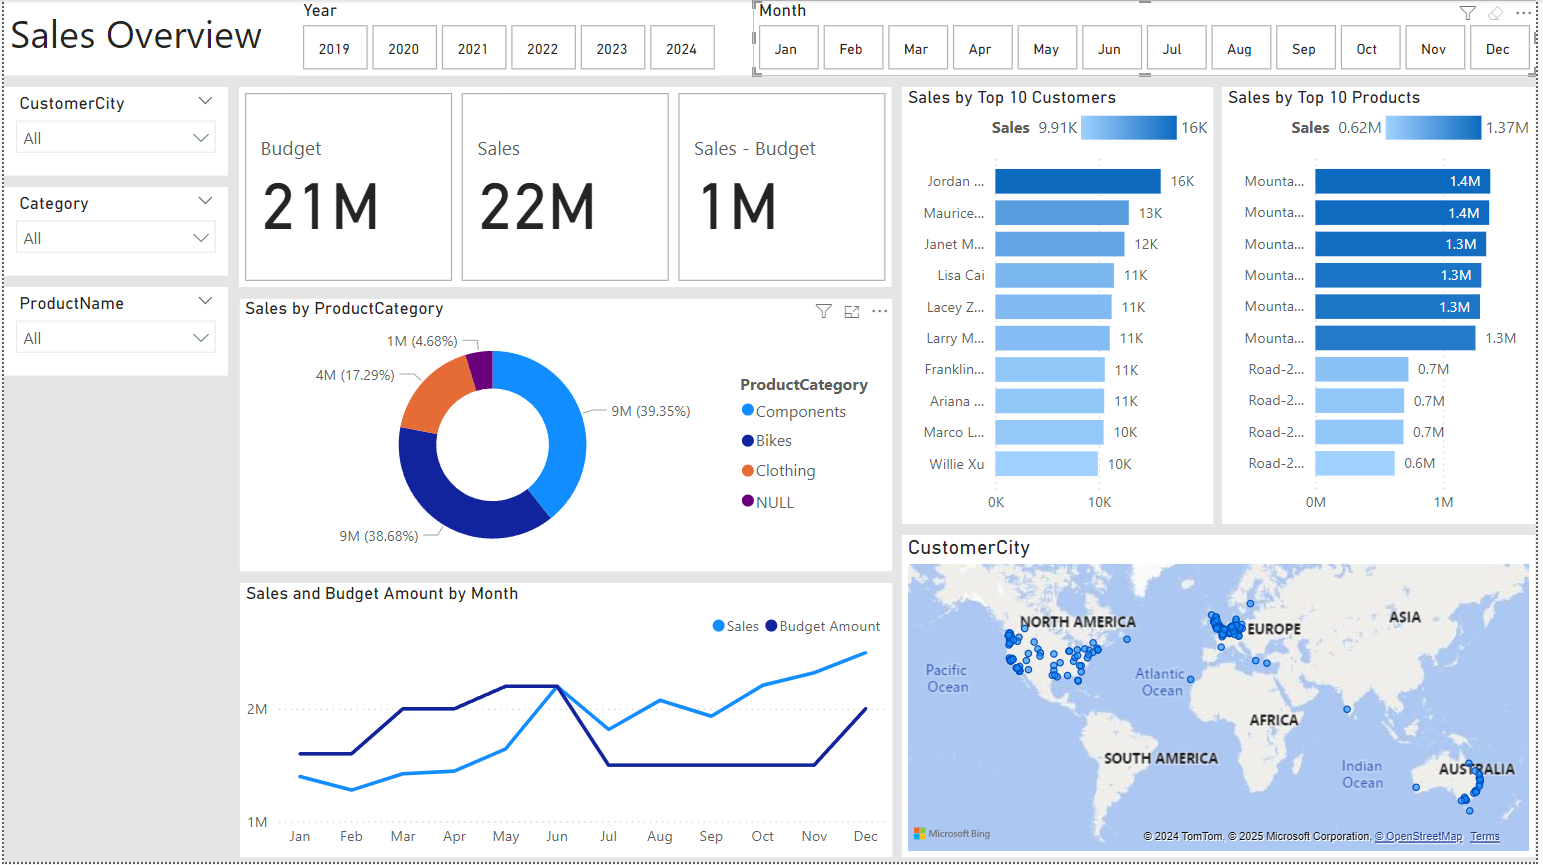 Sales Overview
Year
2019 2020 2021 2022 2023 2024
Month
Jan Feb Mar Apr May Jun Jul Aug Sep Oct Nov Dec
CustomerCity
All
Category
All
ProductName
All
Budget
21M
Sales
22M
Sales - Budget
1M
Sales by ProductCategory
1M (4.68%)
4M (17.29%)
9M (39.35%)
9M (38.68%)
ProductCategory
Components
Bikes
Clothing
NULL
Sales and Budget Amount by Month
Sales Budget Amount
2M
1M
Jan Feb Mar Apr May Jun Jul Aug Sep Oct Nov Dec
Sales by Top 10 Customers
Sales 9.91K 16K
Jordan ... 16K
Maurice... 13K
Janet M... 12K
Lisa Cai 11K
Lacey Z... 11K
Larry M... 11K
Franklin... 11K
Ariana ... 11K
Marco L... 10K
Willie Xu 10K
0K 10K
Sales by Top 10 Products
Sales 0.62M 1.37M
Mounta... 1.4M
Mounta... 1.4M
Mounta... 1.3M
Mounta... 1.3M
Mounta... 1.3M
Mounta... 1.3M
Road-2... 0.7M
Road-2... 0.7M
Road-2... 0.7M
Road-2... 0.6M
0M 1M
CustomerCity
NORTH AMERICA
EUROPE
ASIA
Pacific
Ocean
Atlantic
Ocean
AFRICA
SOUTH AMERICA
Indian
Ocean
AUSTRALIA
Microsoft Bing
© 2024 TomTom, © 2025 Microsoft Corporation, © OpenStreetMap Terms